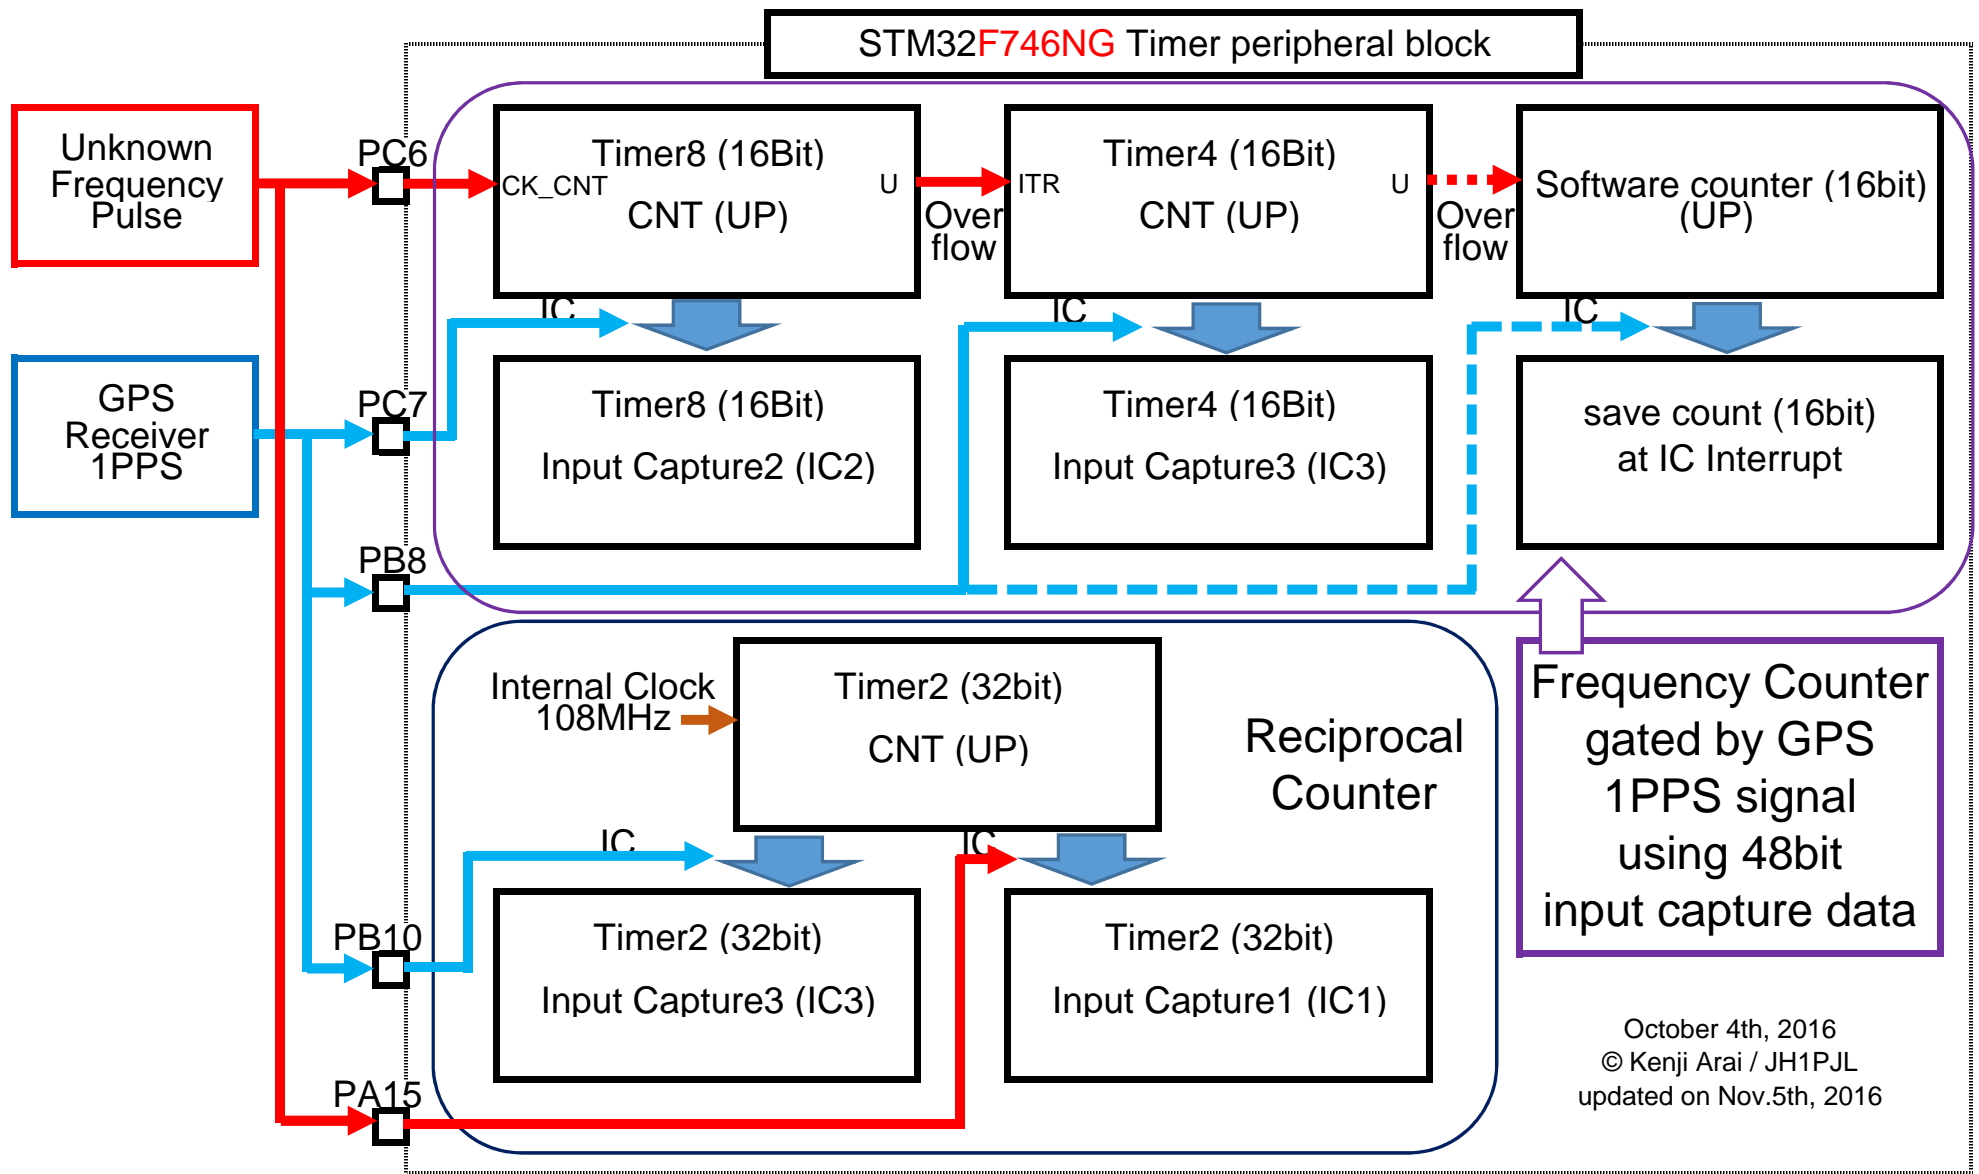 STM32F746NG Timer peripheral block
Unknown
Frequency
Pulse
PC6
Timer8 (16Bit)
CK_CNT
U
CNT (UP)
Over
flow
Timer4 (16Bit)
ITR
U
CNT (UP)
Over
flow
Software counter (16bit)
(UP)
IC
IC
IC
GPS
Receiver
1PPS
PC7
Timer8 (16Bit)
Input Capture2 (IC2)
Timer4 (16Bit)
Input Capture3 (IC3)
save count (16bit)
at IC Interrupt
PB8
Internal Clock
108MHz
Timer2 (32bit)
CNT (UP)
Reciprocal
Counter
Frequency Counter
gated by GPS
1PPS signal
using 48bit
input capture data
IC
IC
PB10
Timer2 (32bit)
Input Capture3 (IC3)
Timer2 (32bit)
Input Capture1 (IC1)
PA15
October 4th, 2016
© Kenji Arai / JH1PJL
updated on Nov.5th, 2016